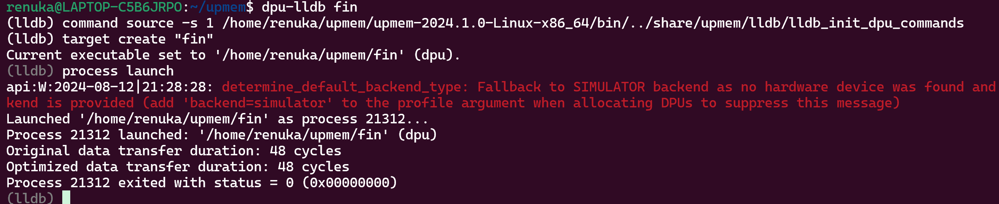 renuka@LAPTOP-C5B6JRPO:~/upmem$ dpu-lldb fin
(lldb) command source -s 1 /home/renuka/upmem/upmem-2024.1.0-Linux-x86_64/bin/../share/upmem/lldb/lldb_init_dpu_commands
(lldb) target create "fin"
Current executable set to '/home/renuka/upmem/fin' (dpu).
(lldb) process launch
api:W:2024-08-12|21:28:28: determine_default_backend_type: Fallback to SIMULATOR backend as no hardware device was found and
kend is provided (add 'backend=simulator' to the profile argument when allocating DPUs to suppress this message)
Launched '/home/renuka/upmem/fin' as process 21312...
Process 21312 launched: '/home/renuka/upmem/fin' (dpu)
Original data transfer duration: 48 cycles
Optimized data transfer duration: 48 cycles
Process 21312 exited with status = 0 (0x00000000)
(lldb)